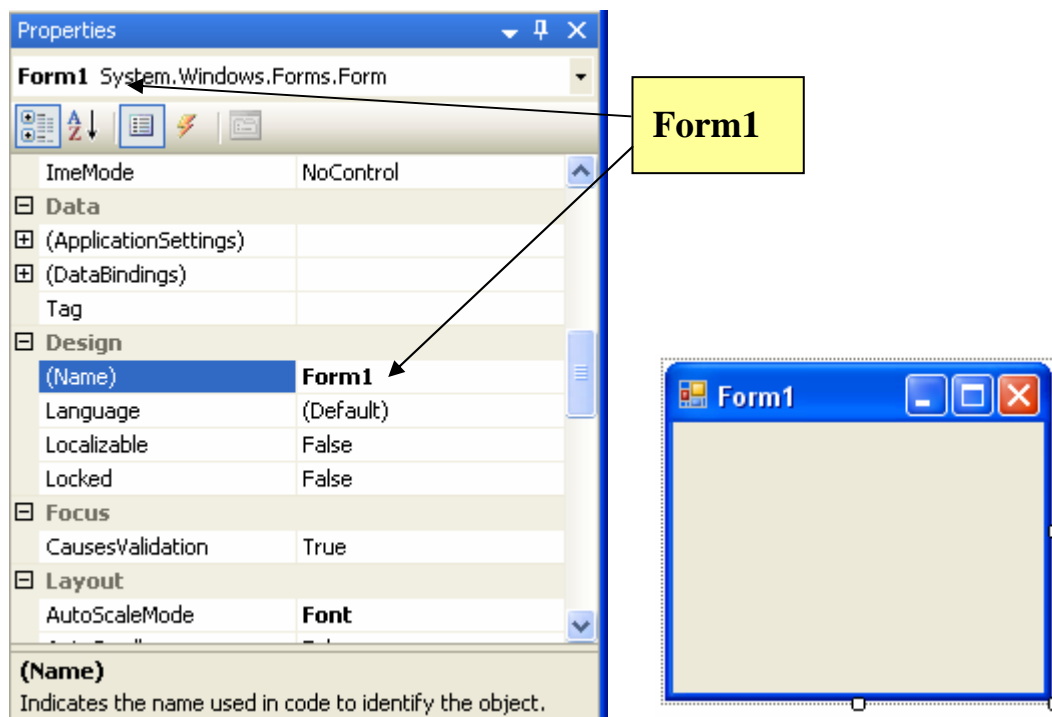 Properties
Form1 System.Windows.Forms.Form
ImeMode NoControl
Data
(ApplicationSettings)
(DataBindings)
Tag
Design
(Name) Form1
Language (Default)
Localizable False
Locked False
Focus
CausesValidation True
Layout
AutoScaleMode Font
(Name)
Indicates the name used in code to identify the object.
Form1
Form1